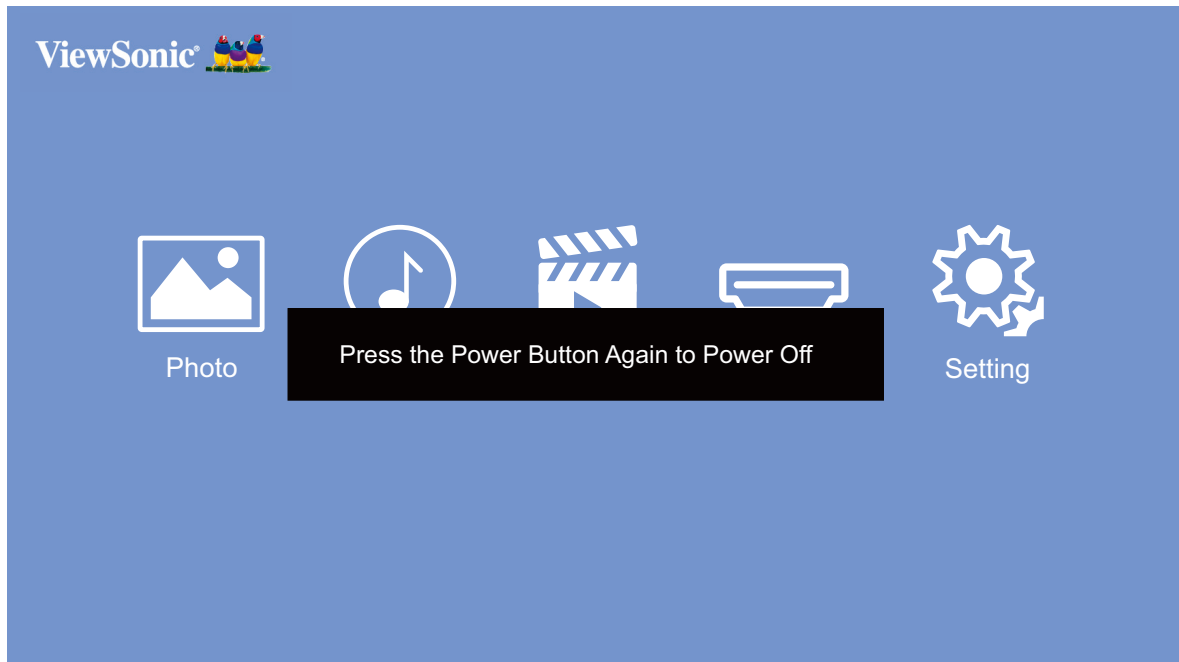 ViewSonic®
Photo
Press the Power Button Again to Power Off
Setting